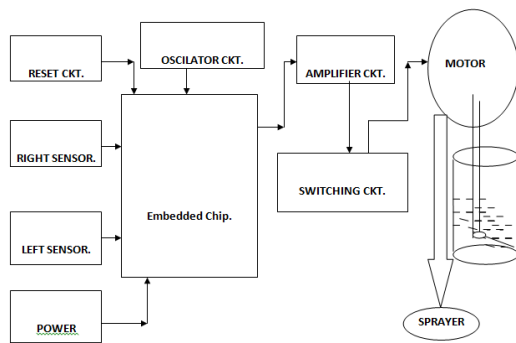 RESET CKT.
OSCILATOR CKT.
AMPLIFIER CKT.
MOTOR
RIGHT SENSOR.
SWITCHING CKT.
Embedded Chip.
LEFT SENSOR.
POWER
SPRAYER